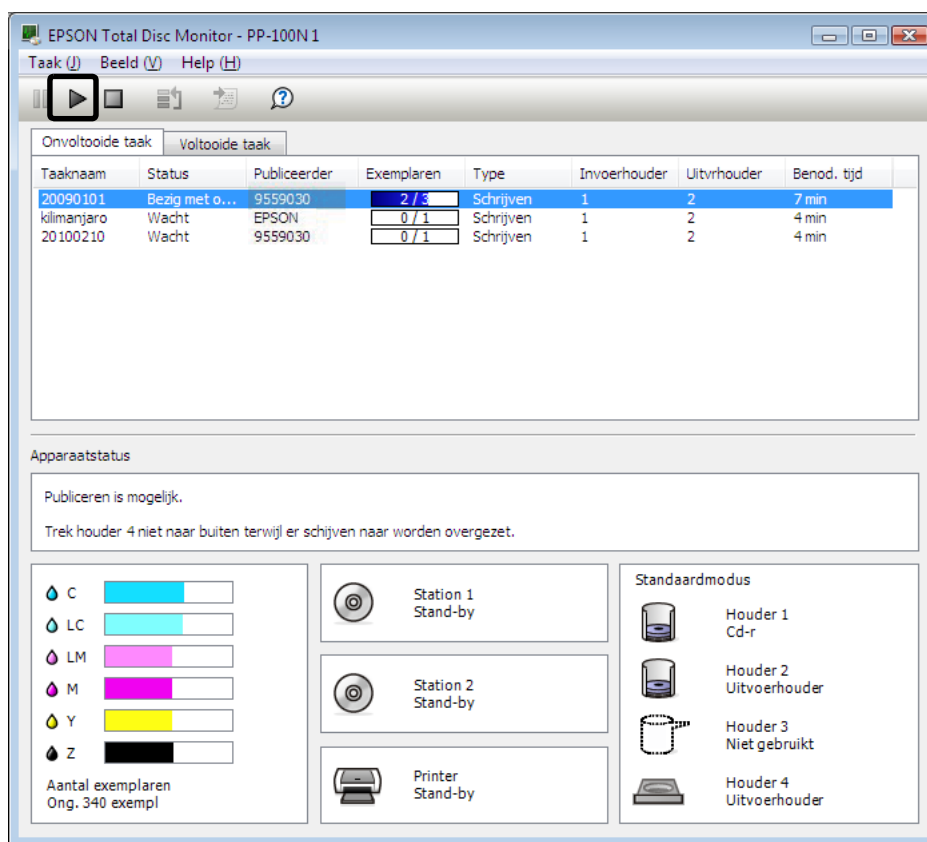 EPSON Total Disc Monitor - PP-100N 1
Taak (J) Beeld (V) Help (H)
Onvoltooide taak Voltooide taak
Taaknaam Status Publiceerder Exemplaren Type Invoerhouder Uitvrhouder Benod. tijd
20090101 Bezig met o... 9559030 2 / 3 Schrijven 1 2 7 min
kilimanjaro Wacht EPSON 0 / 1 Schrijven 1 2 4 min
20100210 Wacht 9559030 0 / 1 Schrijven 1 2 4 min
Apparaatstatus
Publiceren is mogelijk.
Trek houder 4 niet naar buiten terwijl er schijven naar worden overgezet.
C
LC
LM
M
Y
Z
Aantal exemplaren
Ong. 340 exempl
Station 1
Stand-by
Station 2
Stand-by
Printer
Stand-by
Standaardmodus
Houder 1
Cd-r
Houder 2
Uitvoerhouder
Houder 3
Niet gebruikt
Houder 4
Uitvoerhouder